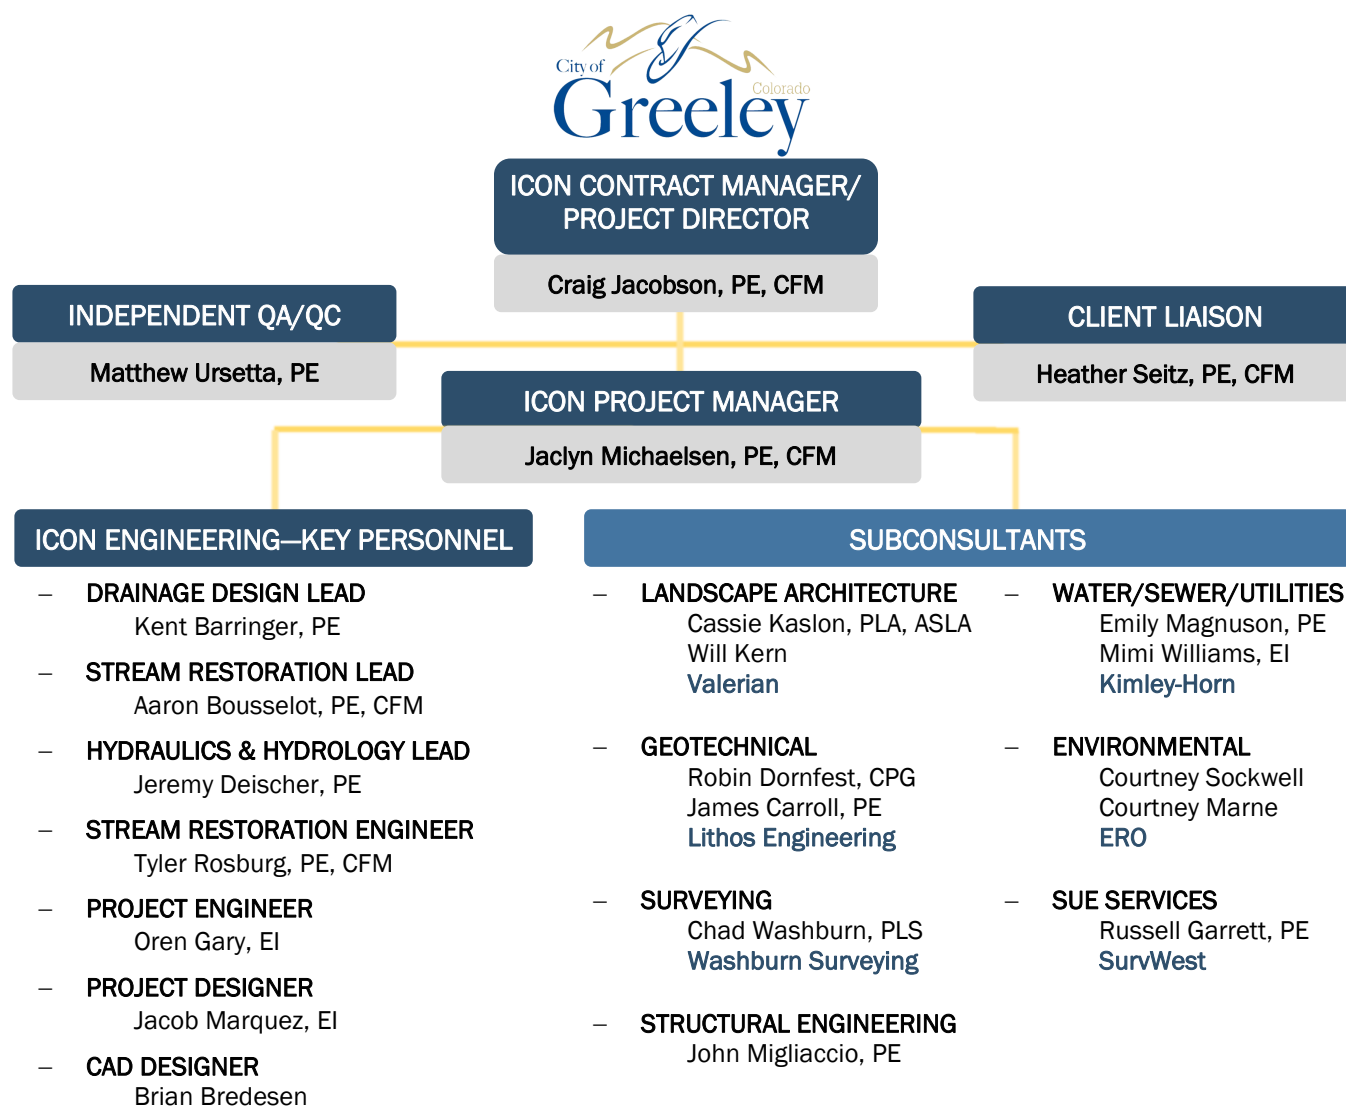 City of
Greeley
Colorado
ICON CONTRACT MANAGER/
PROJECT DIRECTOR
Craig Jacobson, PE, CFM
INDEPENDENT QA/QC
Matthew Ursetta, PE
CLIENT LIAISON
Heather Seitz, PE, CFM
ICON PROJECT MANAGER
Jaclyn Michaelsen, PE, CFM
ICON ENGINEERING—KEY PERSONNEL
– DRAINAGE DESIGN LEAD
Kent Barringer, PE
– STREAM RESTORATION LEAD
Aaron Bousselot, PE, CFM
– HYDRAULICS & HYDROLOGY LEAD
Jeremy Deischer, PE
– STREAM RESTORATION ENGINEER
Tyler Rosburg, PE, CFM
– PROJECT ENGINEER
Oren Gary, EI
– PROJECT DESIGNER
Jacob Marquez, EI
– CAD DESIGNER
Brian Bredesen
SUBCONSULTANTS
– LANDSCAPE ARCHITECTURE
Cassie Kaslon, PLA, ASLA
Will Kern
Valerian
– GEOTECHNICAL
Robin Dornfest, CPG
James Carroll, PE
Lithos Engineering
– SURVEYING
Chad Washburn, PLS
Washburn Surveying
– STRUCTURAL ENGINEERING
John Migliaccio, PE
– WATER/SEWER/UTILITIES
Emily Magnuson, PE
Mimi Williams, EI
Kimley-Horn
– ENVIRONMENTAL
Courtney Sockwell
Courtney Marne
ERO
– SUE SERVICES
Russell Garrett, PE
SurvWest